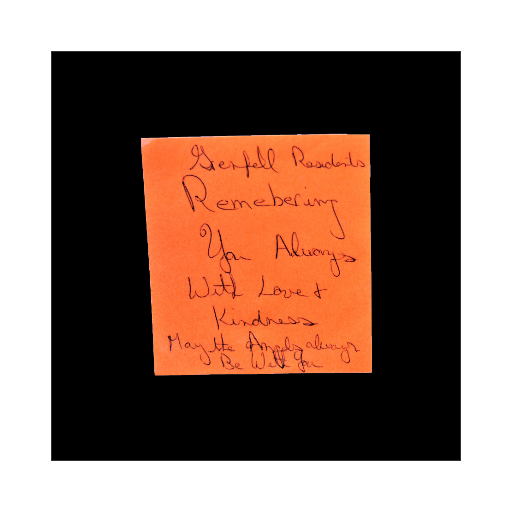 Grenfell Residents
Remebering
You Always
With Love +
Kindness
May the Angels always
Be With You